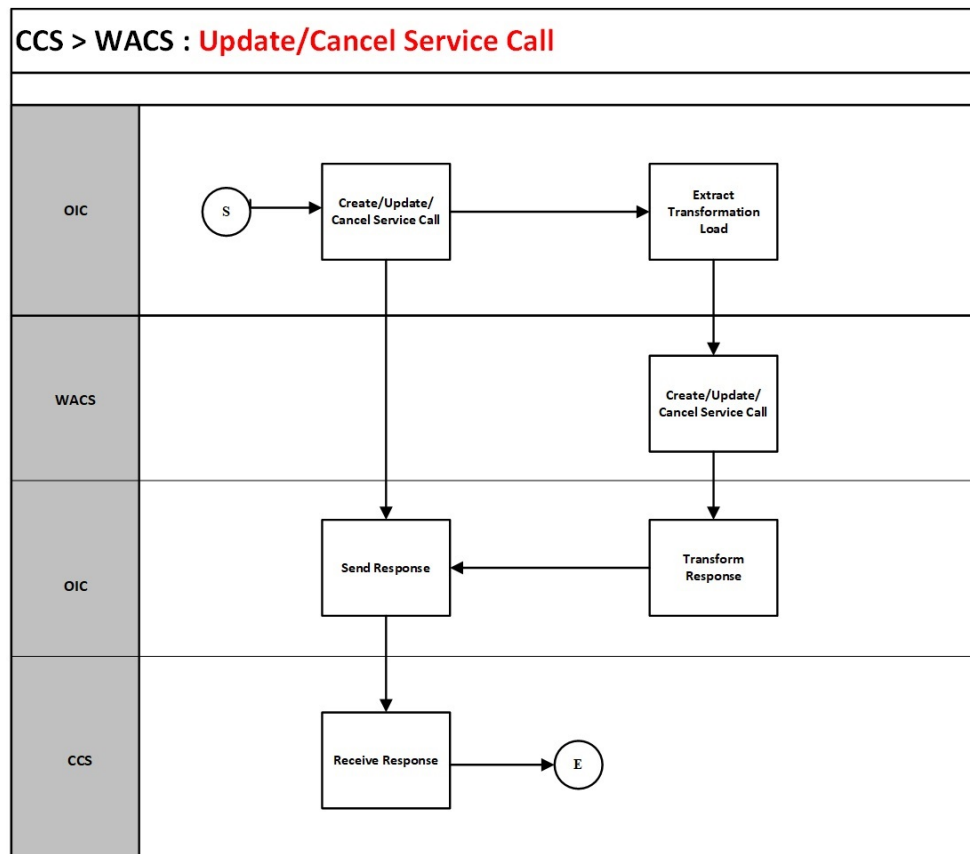 CCS > WACS : Update/Cancel Service Call
OIC
S
Create/Update/
Cancel Service Call
Extract
Transformation
Load
WACS
Create/Update/
Cancel Service Call
OIC
Send Response
Transform
Response
CCS
Receive Response
E